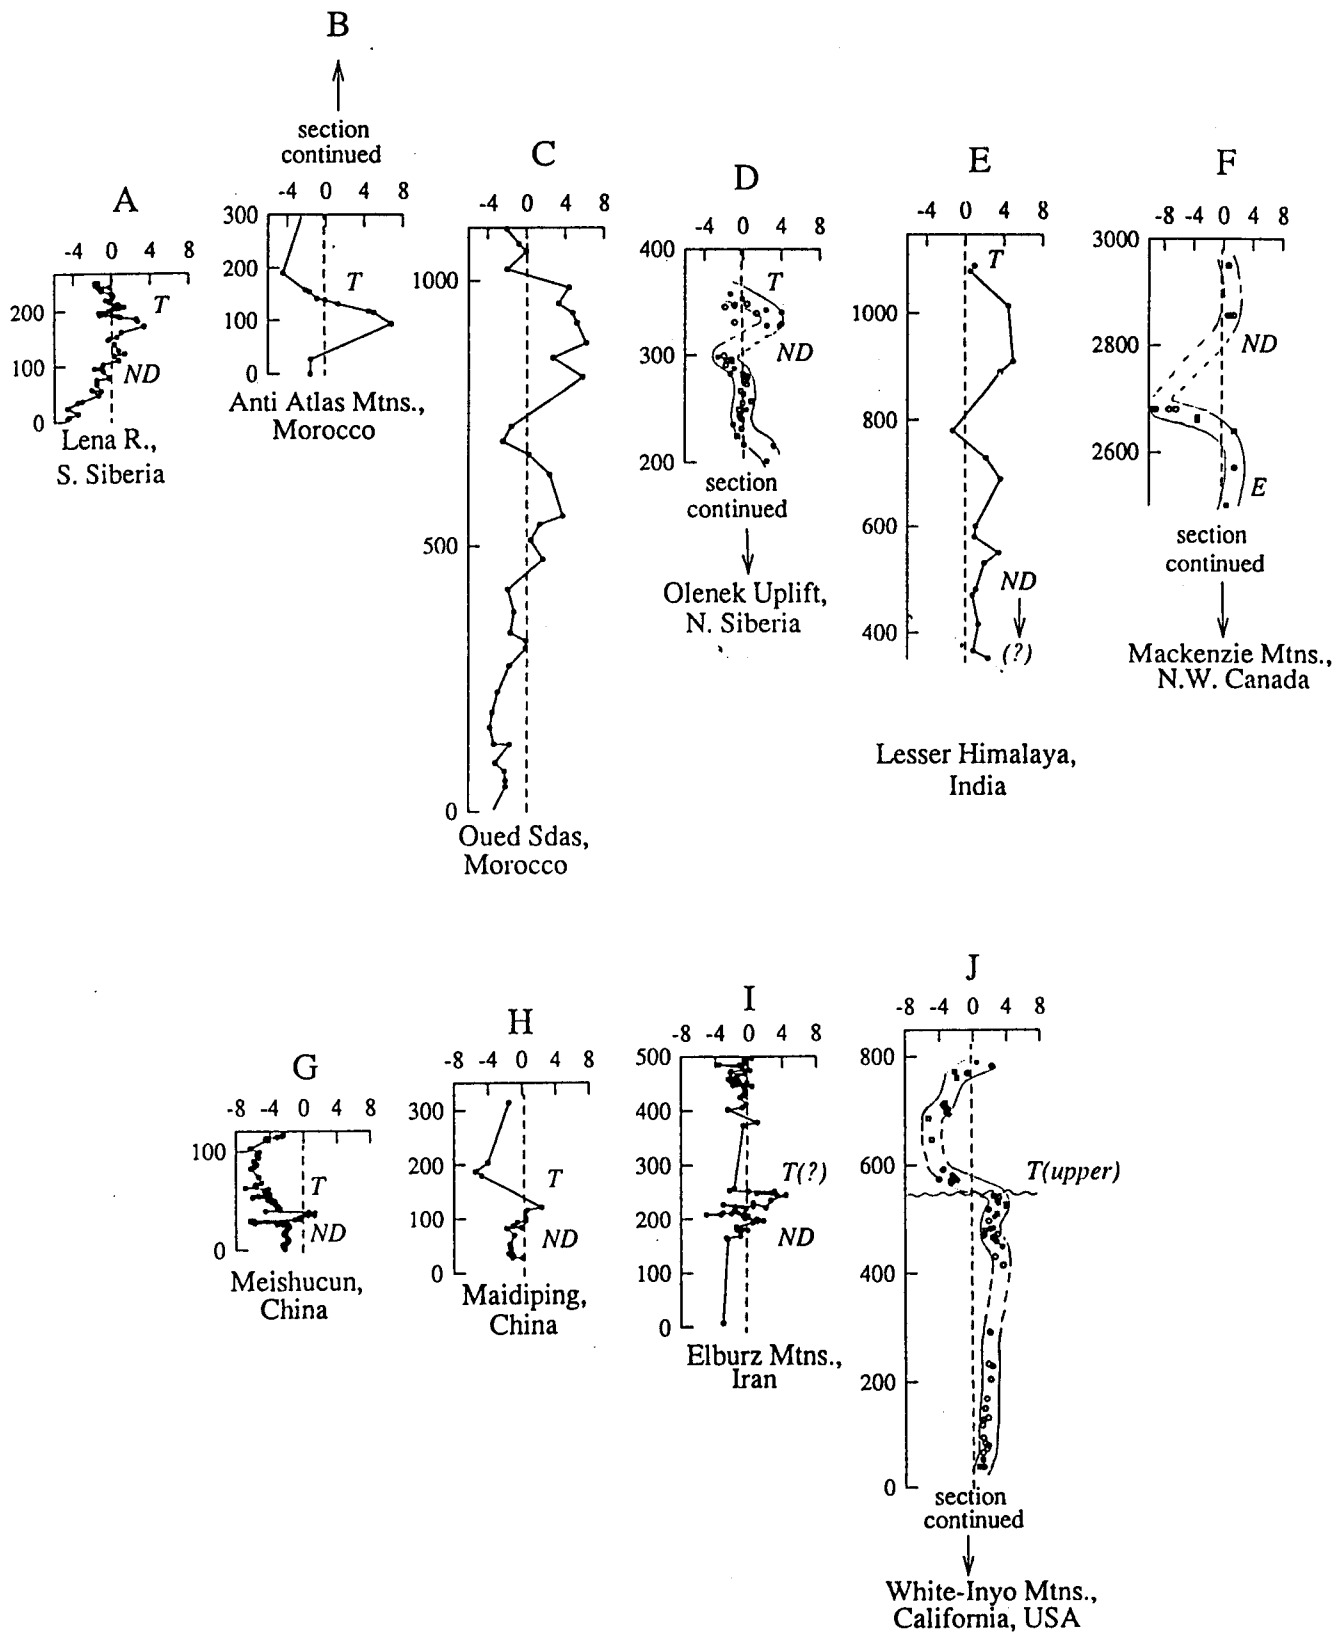 B
section
continued
-4 0 4 8
300
200
100
0
T
Anti Atlas Mtns.,
Morocco
A
-4 0 4 8
200
100
0
T
ND
Lena R.,
S. Siberia
C
-4 0 4 8
1000
500
0
Oued Sdas,
Morocco
D
-4 0 4 8
400
300
200
T
ND
section
continued
Olenek Uplift,
N. Siberia
E
-4 0 4 8
1000
800
600
400
T
ND
(?)
Lesser Himalaya,
India
F
-8 -4 0 4 8
3000
2800
2600
ND
E
section
continued
Mackenzie Mtns.,
N.W. Canada
G
-8 -4 0 4 8
100
0
T
ND
Meishucun,
China
H
-8 -4 0 4 8
300
200
100
0
T
ND
Maidiping,
China
I
-8 -4 0 4 8
500
400
300
200
100
0
T(?)
ND
Elburz Mtns.,
Iran
J
-8 -4 0 4 8
800
600
400
200
0
T(upper)
section
continued
White-Inyo Mtns.,
California, USA